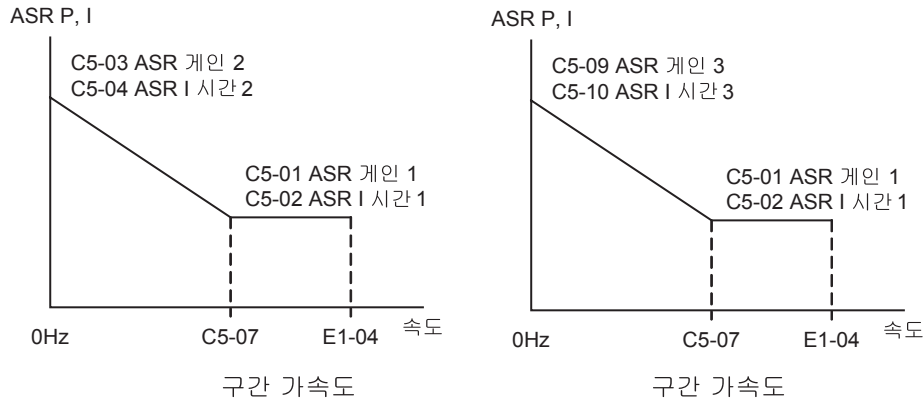 ASR P, I
C5-03 ASR 게인 2
C5-04 ASR I 시간 2
C5-01 ASR 게인 1
C5-02 ASR I 시간 1
0Hz
C5-07
E1-04
속도
구간 가속도
ASR P, I
C5-09 ASR 게인 3
C5-10 ASR I 시간 3
C5-01 ASR 게인 1
C5-02 ASR I 시간 1
0Hz
C5-07
E1-04
속도
구간 가속도